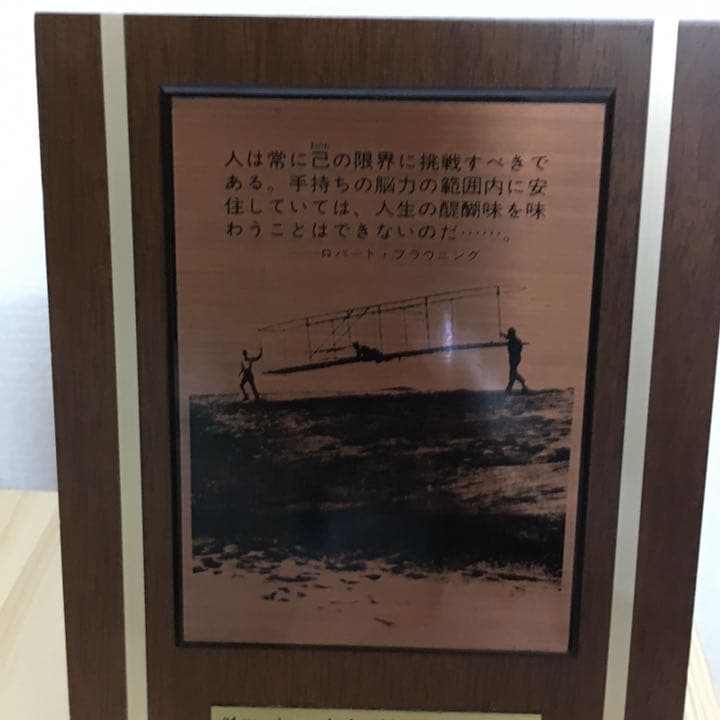 人は常に己の限界に挑戦すべきで
ある。手持ちの脳力の範囲内に安
住していては、人生の醍醐味を味
わうことはできないのだ……。
ロバート・ブラウニング